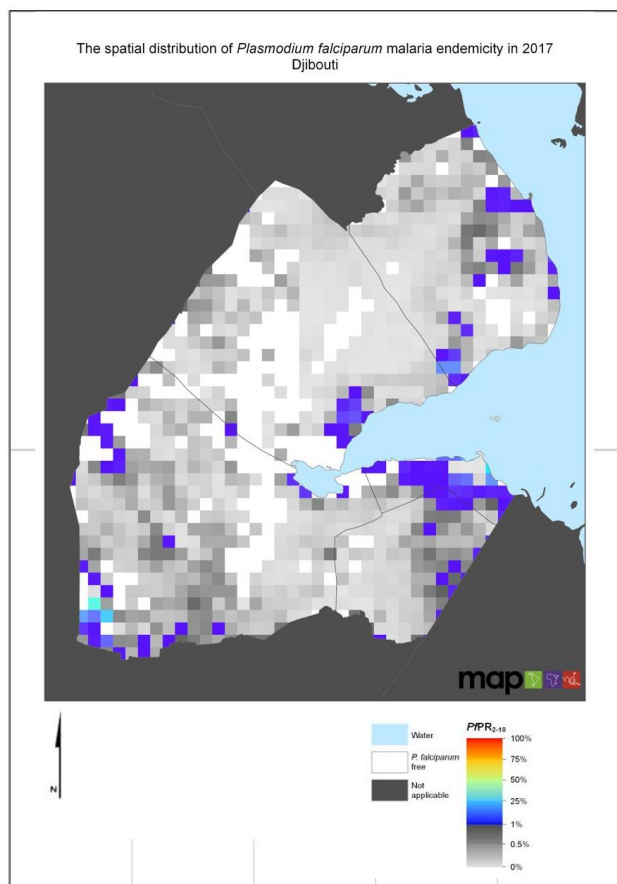 The spatial distribution of Plasmodium falciparum malaria endemicity in 2017
Djibouti
map
N
Water
P. falciparum
free
Not
applicable
PfPR2-10
100%
75%
50%
25%
1%
0.5%
0%